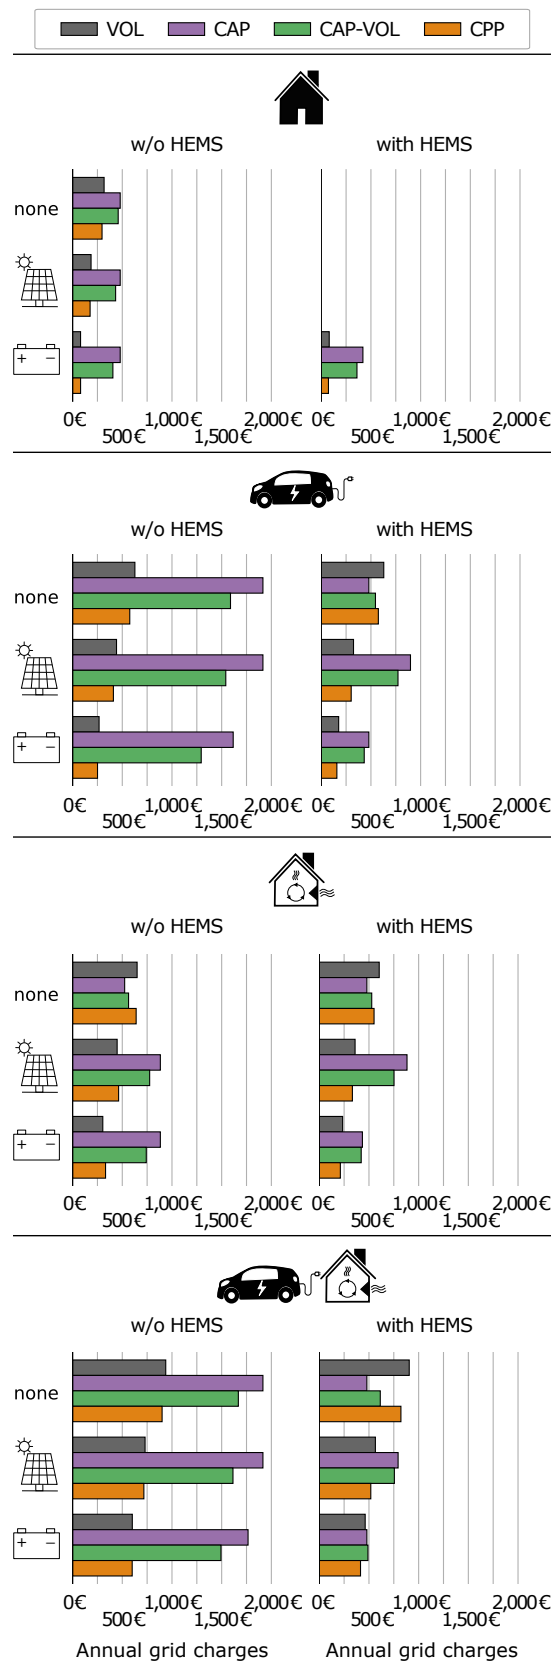 VOL CAP CAP-VOL CPP
w/o HEMS with HEMS
none
+ −
0€ 1,000€ 2,000€ 0€ 1,000€ 2,000€
500€ 1,500€ 500€ 1,500€
w/o HEMS with HEMS
none
+ −
0€ 1,000€ 2,000€ 0€ 1,000€ 2,000€
500€ 1,500€ 500€ 1,500€
w/o HEMS with HEMS
none
+ −
0€ 1,000€ 2,000€ 0€ 1,000€ 2,000€
500€ 1,500€ 500€ 1,500€
w/o HEMS with HEMS
none
+ −
0€ 1,000€ 2,000€ 0€ 1,000€ 2,000€
500€ 1,500€ 500€ 1,500€
Annual grid charges Annual grid charges